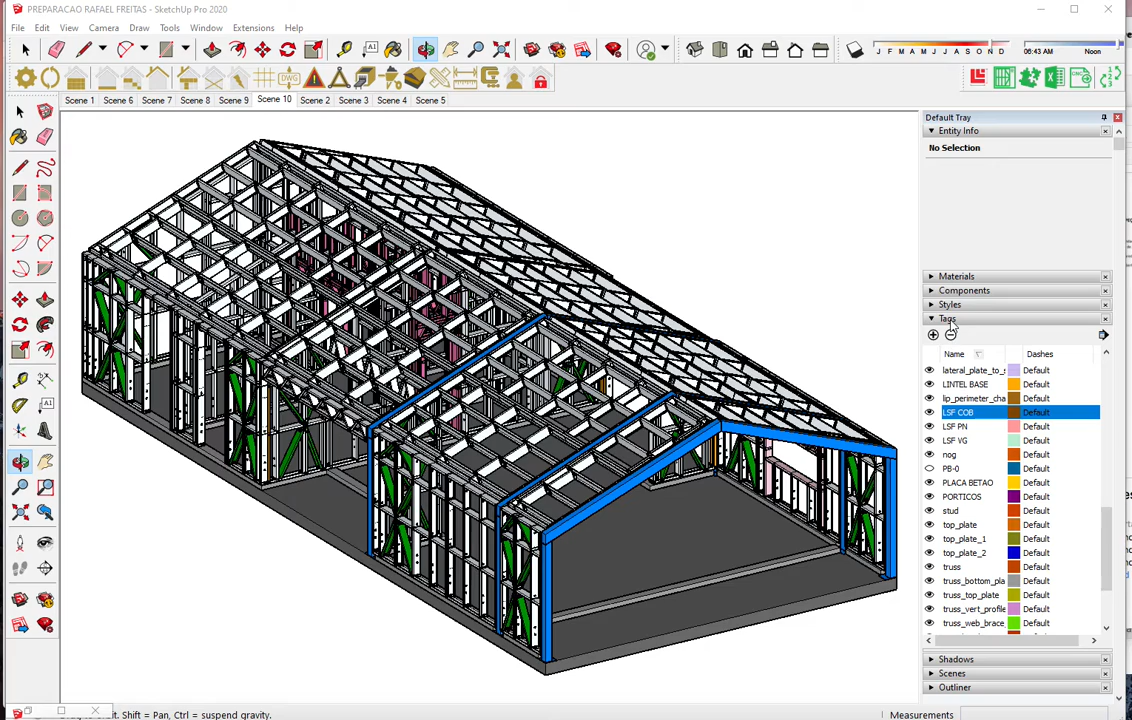 PREPARACAO RAFAEL FREITAS - SketchUp Pro 2020
File Edit View Camera Draw Tools Window Extensions Help
J F M A M J J A S O N D 06:43 AM Noon
DWG
Scene 1 Scene 6 Scene 7 Scene 8 Scene 9 Scene 10 Scene 2 Scene 3 Scene 4 Scene 5
Default Tray
Entity Info
No Selection
Materials
Components
Styles
Tags
Name Dashes
lateral_plate_to_s Default
LINTEL BASE Default
lip_perimeter_cha Default
LSF COB Default
LSF PN Default
LSF VG Default
nog Default
PB-0 Default
PLACA BETAO Default
PORTICOS Default
stud Default
top_plate Default
top_plate_1 Default
top_plate_2 Default
truss Default
truss_bottom_pla Default
truss_top_plate Default
truss_vert_profile Default
truss_web_brace_ Default
Shadows
Scenes
Outliner
Shift = Pan, Ctrl = suspend gravity.
Measurements